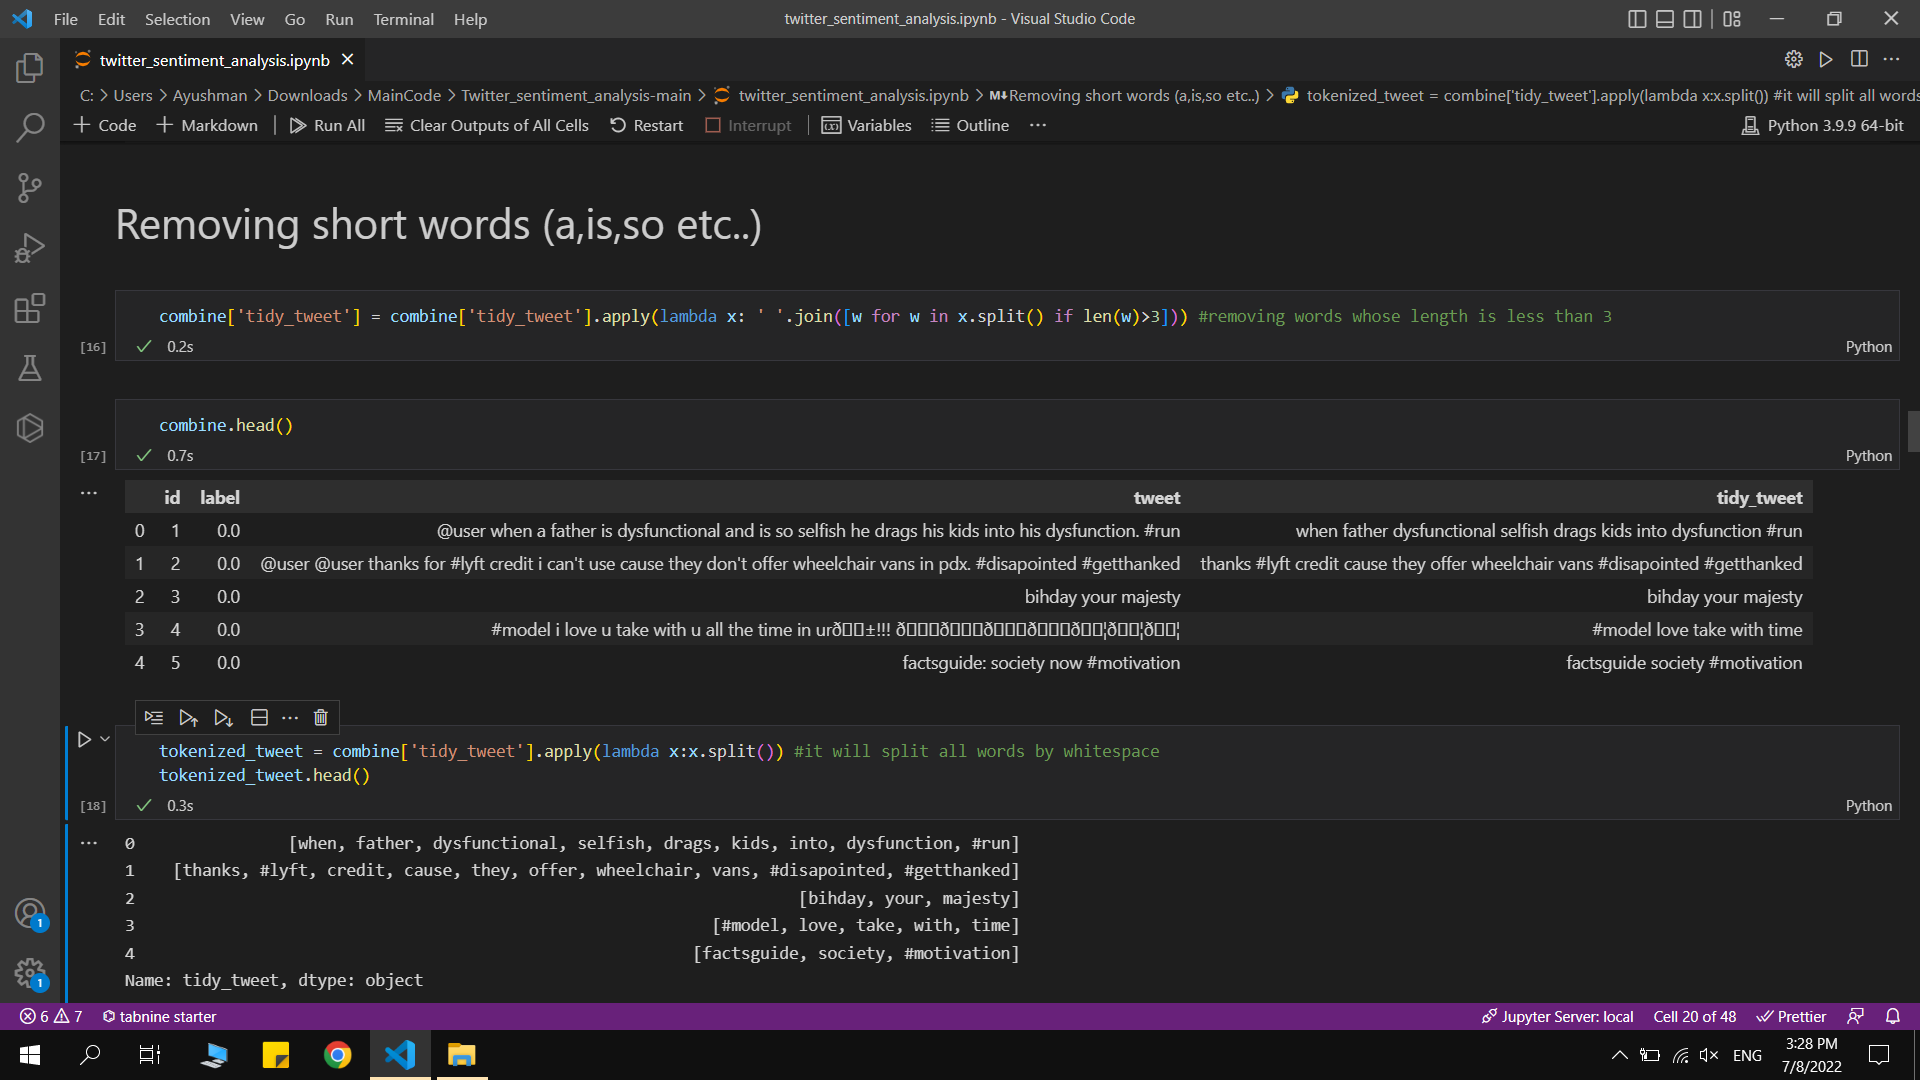 File Edit Selection View Go Run Terminal Help twitter_sentiment_analysis.ipynb - Visual Studio Code
twitter_sentiment_analysis.ipynb
C: > Users > Ayushman > Downloads > MainCode > Twitter_sentiment_analysis-main > twitter_sentiment_analysis.ipynb > M↓Removing short words (a,is,so etc..) > tokenized_tweet = combine['tidy_tweet'].apply(lambda x:x.split()) #it will split all words
+ Code + Markdown Run All Clear Outputs of All Cells Restart Interrupt Variables Outline ... Python 3.9.9 64-bit
Removing short words (a,is,so etc..)
combine['tidy_tweet'] = combine['tidy_tweet'].apply(lambda x: ' '.join([w for w in x.split() if len(w)>3])) #removing words whose length is less than 3
[16] 0.2s Python
combine.head()
[17] 0.7s Python
id label tweet tidy_tweet
0 1 0.0 @user when a father is dysfunctional and is so selfish he drags his kids into his dysfunction. #run when father dysfunctional selfish drags kids into dysfunction #run
1 2 0.0 @user @user thanks for #lyft credit i can't use cause they don't offer wheelchair vans in pdx. #disapointed #getthanked thanks #lyft credit cause they offer wheelchair vans #disapointed #getthanked
2 3 0.0 bihday your majesty bihday your majesty
3 4 0.0 #model i love u take with u all the time in urð□□±!!! ð□□□ð□□□ð□□□ð□□□ð□□¦ð□□¦ð□□¦ #model love take with time
4 5 0.0 factsguide: society now #motivation factsguide society #motivation
tokenized_tweet = combine['tidy_tweet'].apply(lambda x:x.split()) #it will split all words by whitespace
tokenized_tweet.head()
[18] 0.3s Python
0 [when, father, dysfunctional, selfish, drags, kids, into, dysfunction, #run]
1 [thanks, #lyft, credit, cause, they, offer, wheelchair, vans, #disapointed, #getthanked]
2 [bihday, your, majesty]
3 [#model, love, take, with, time]
4 [factsguide, society, #motivation]
Name: tidy_tweet, dtype: object
1
1
6 7 tabnine starter Jupyter Server: local Cell 20 of 48 Prettier
ENG 3:28 PM
7/8/2022